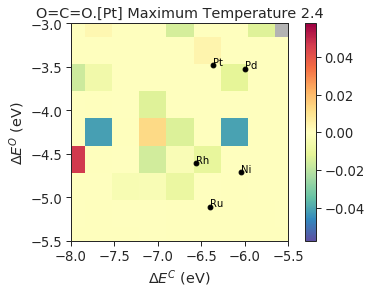 O=C=O.[Pt] Maximum Temperature 2.4
−3.0
−3.5
−4.0
−4.5
−5.0
−5.5
ΔE^O (eV)
Pt
Pd
Rh
Ni
Ru
−8.0 −7.5 −7.0 −6.5 −6.0 −5.5
ΔE^C (eV)
0.04
0.02
0.00
−0.02
−0.04